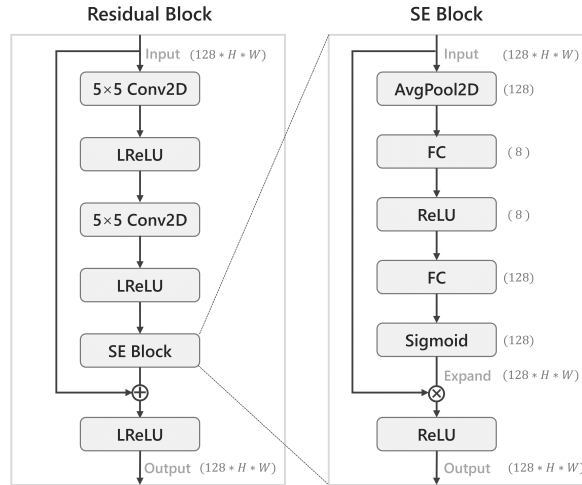 Residual Block
Input (128 * H * W)
5×5 Conv2D
LReLU
5×5 Conv2D
LReLU
SE Block
LReLU
Output (128 * H * W)
SE Block
Input (128 * H * W)
AvgPool2D (128)
FC (8)
ReLU (8)
FC (128)
Sigmoid (128)
Expand (128 * H * W)
ReLU
Output (128 * H * W)